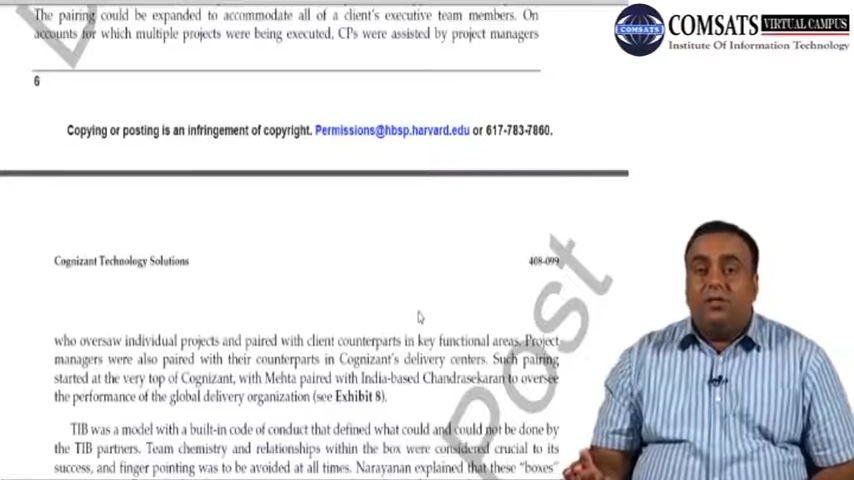 The pairing could be expanded to accommodate all of a client's executive team members. On
accounts for which multiple projects were being executed, CPs were assisted by project managers
6
Copying or posting is an infringement of copyright. Permissions@hbsp.harvard.edu or 617-783-7860.
COMSATS VIRTUAL CAMPUS
Institute Of Information Technology
COMSATS
Cognizant Technology Solutions
408-099
who oversaw individual projects and paired with client counterparts in key functional areas. Project
managers were also paired with their counterparts in Cognizant's delivery centers. Such pairing
started at the very top of Cognizant, with Mehta paired with India-based Chandrasekaran to oversee
the performance of the global delivery organization (see Exhibit 8).
TIB was a model with a built-in code of conduct that defined what could and could not be done by
the TIB partners. Team chemistry and relationships within the box were considered crucial to its
success, and finger pointing was to be avoided at all times. Narayanan explained that these "boxes"
Post